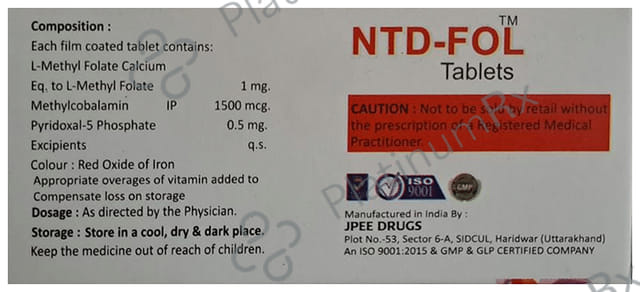 Composition :
Each film coated tablet contains:
L-Methyl Folate Calcium
Eq. to L-Methyl Folate 1 mg.
Methylcobalamin IP 1500 mcg.
Pyridoxal-5 Phosphate 0.5 mg.
Excipients q.s.
Colour : Red Oxide of Iron
Appropriate overages of vitamin added to
Compensate loss on storage
Dosage : As directed by the Physician.
Storage : Store in a cool, dry & dark place.
Keep the medicine out of reach of children.
NTD-FOL™
Tablets
CAUTION : Not to be sold by retail without
the prescription of a Registered Medical
Practitioner.
ISO
9001
GMP
Manufactured in India By :
JPEE DRUGS
Plot No.-53, Sector 6-A, SIDCUL, Haridwar (Uttarakhand)
An ISO 9001:2015 & GMP & GLP CERTIFIED COMPANY
PlatinumRx